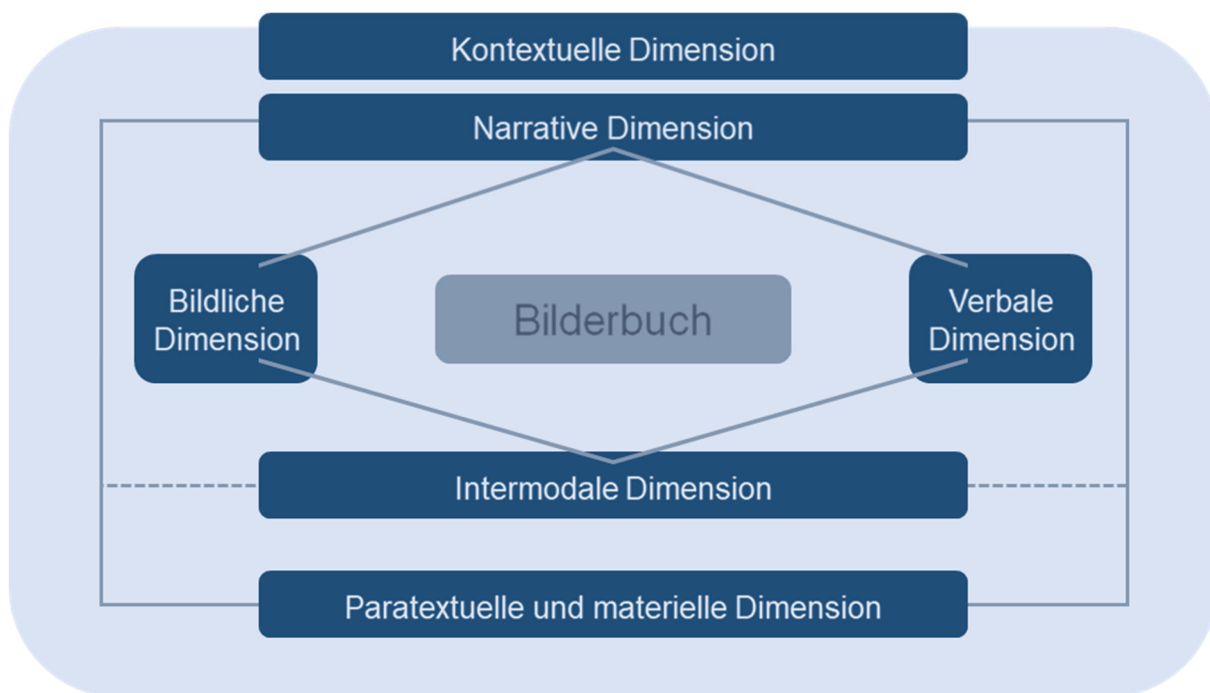 Kontextuelle Dimension
Narrative Dimension
Bildliche
Dimension
Bilderbuch
Verbale
Dimension
Intermodale Dimension
Paratextuelle und materielle Dimension